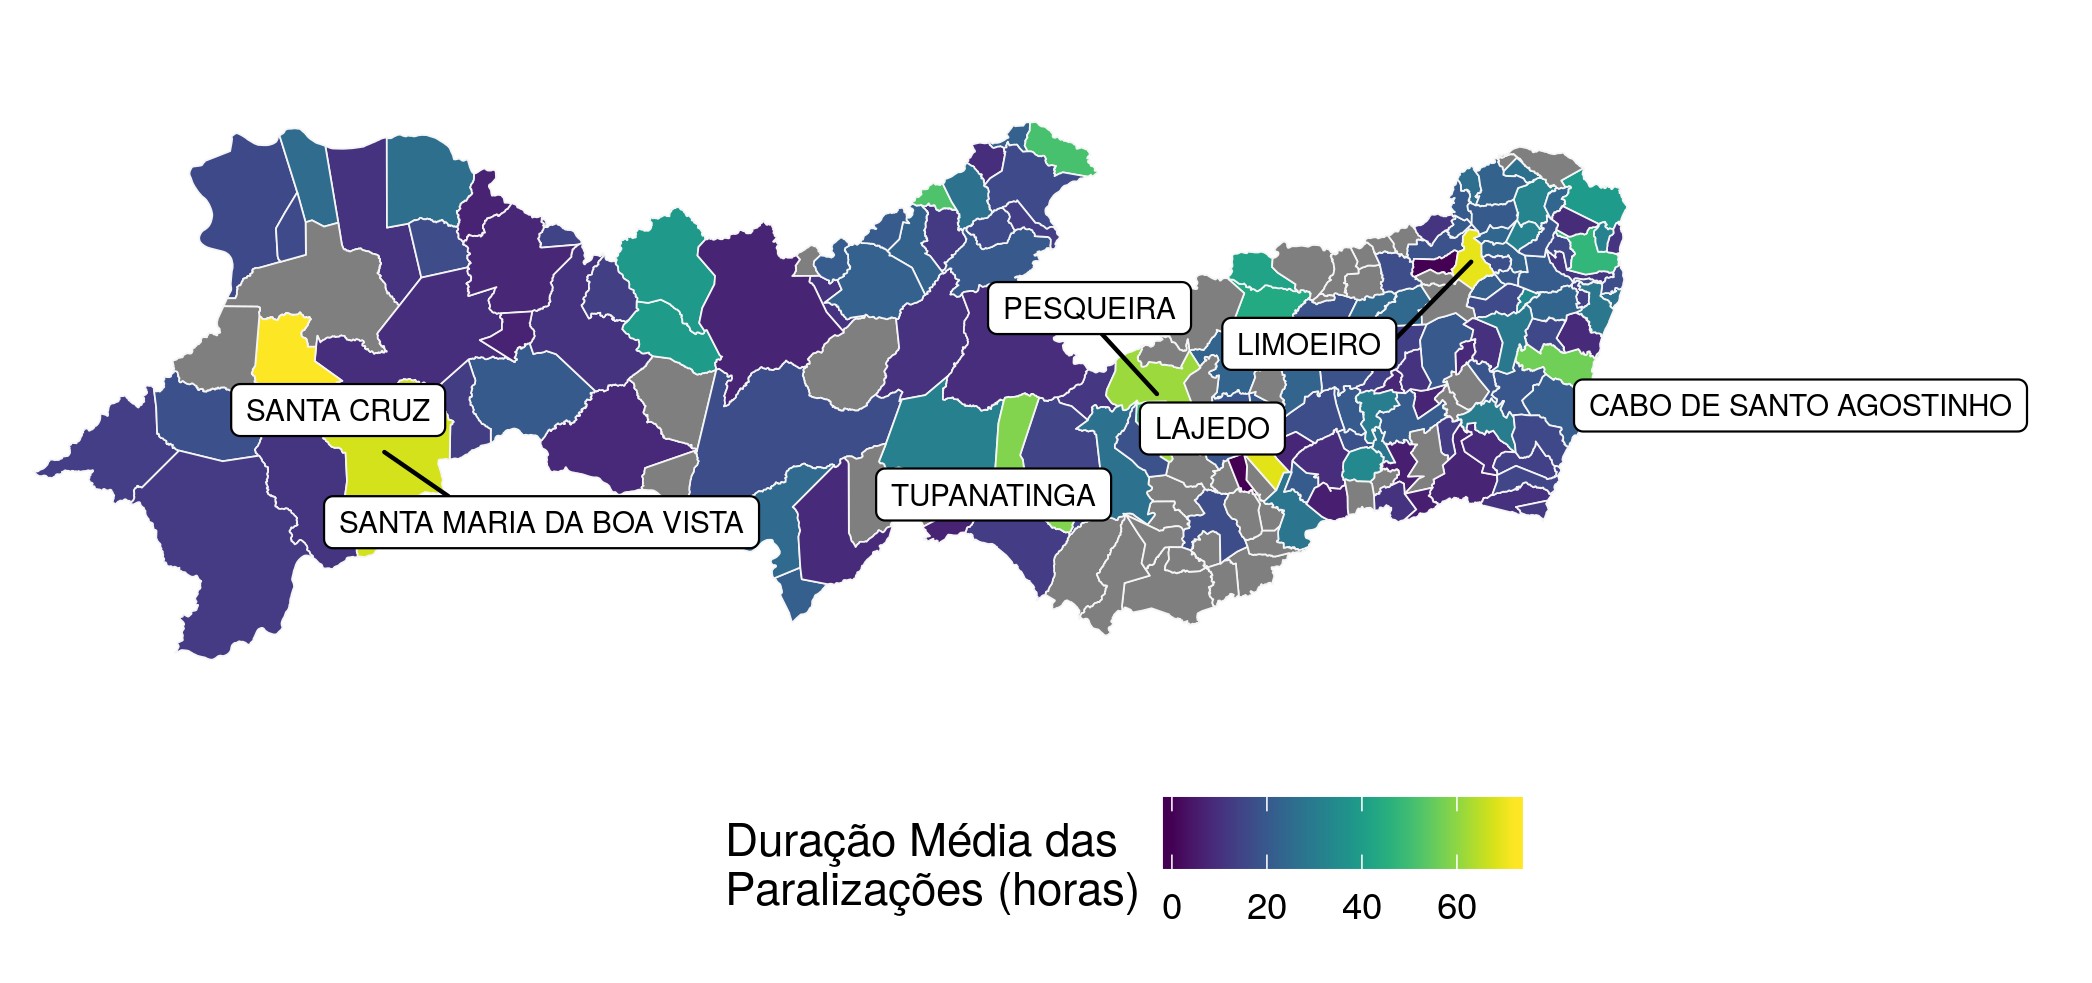 PESQUEIRA
LIMOEIRO
SANTA CRUZ
CABO DE SANTO AGOSTINHO
LAJEDO
TUPANATINGA
SANTA MARIA DA BOA VISTA
Duração Média das
Paralizações (horas)
0 20 40 60